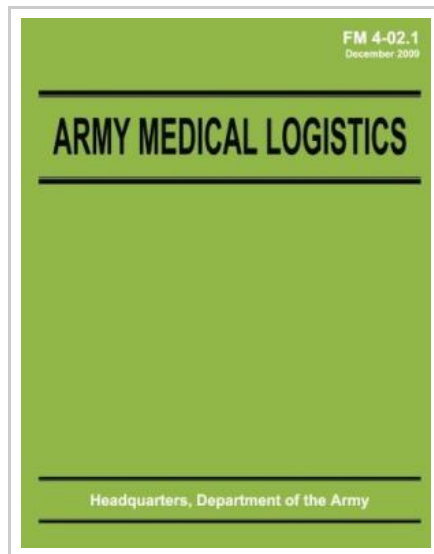 FM 4-02.1
December 2009
ARMY MEDICAL LOGISTICS
Headquarters, Department of the Army